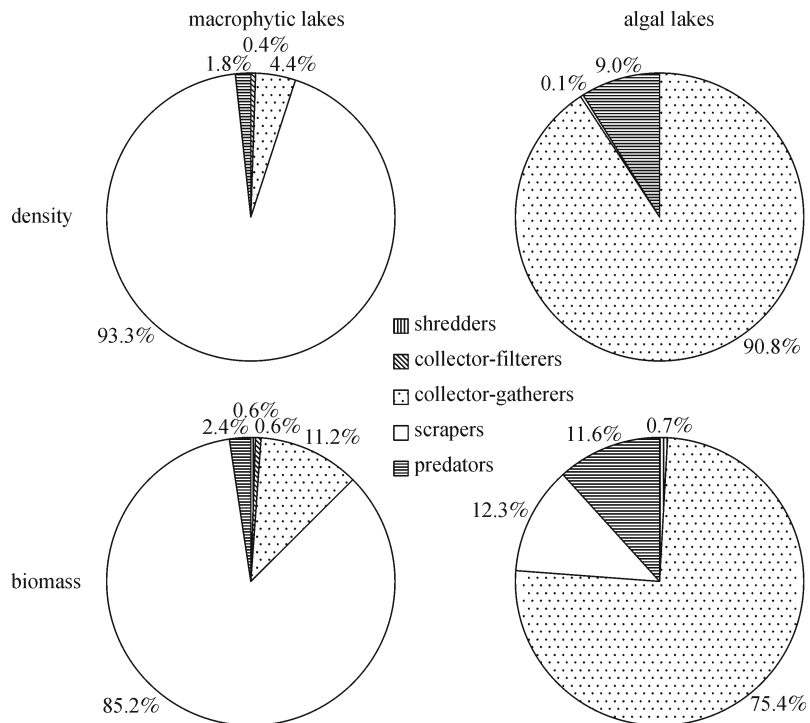 macrophytic lakes
algal lakes
0.4%
1.8%
4.4%
9.0%
0.1%
density
93.3%
90.8%
shredders
collector-filterers
collector-gatherers
scrapers
predators
0.6%
2.4%
0.6%
11.2%
11.6%
0.7%
12.3%
biomass
85.2%
75.4%